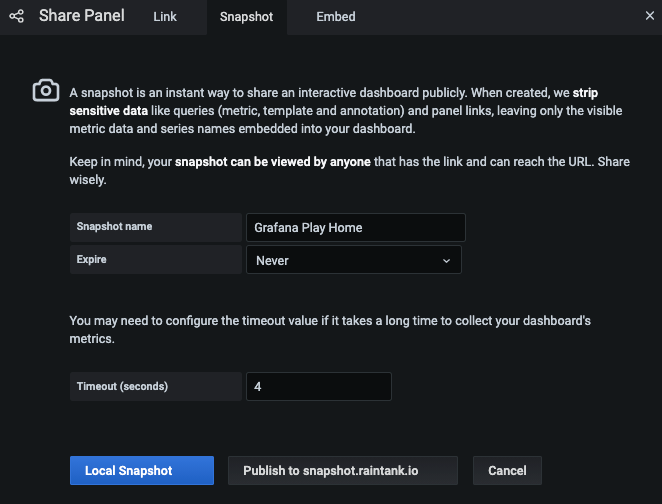 Share Panel Link Snapshot Embed
A snapshot is an instant way to share an interactive dashboard publicly. When created, we strip
sensitive data like queries (metric, template and annotation) and panel links, leaving only the visible
metric data and series names embedded into your dashboard.
Keep in mind, your snapshot can be viewed by anyone that has the link and can reach the URL. Share
wisely.
Snapshot name Grafana Play Home
Expire Never
You may need to configure the timeout value if it takes a long time to collect your dashboard's
metrics.
Timeout (seconds) 4
Local Snapshot Publish to snapshot.raintank.io Cancel